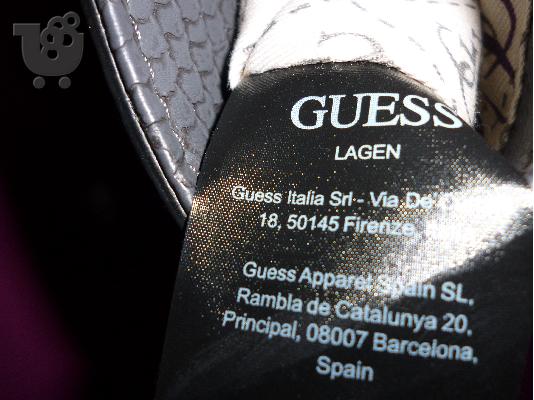 GUESS
LAGEN
Guess Italia Srl - Via De
18, 50145 Firenze,
Guess Apparel Spain SL,
Rambla de Catalunya 20,
Principal, 08007 Barcelona,
Spain